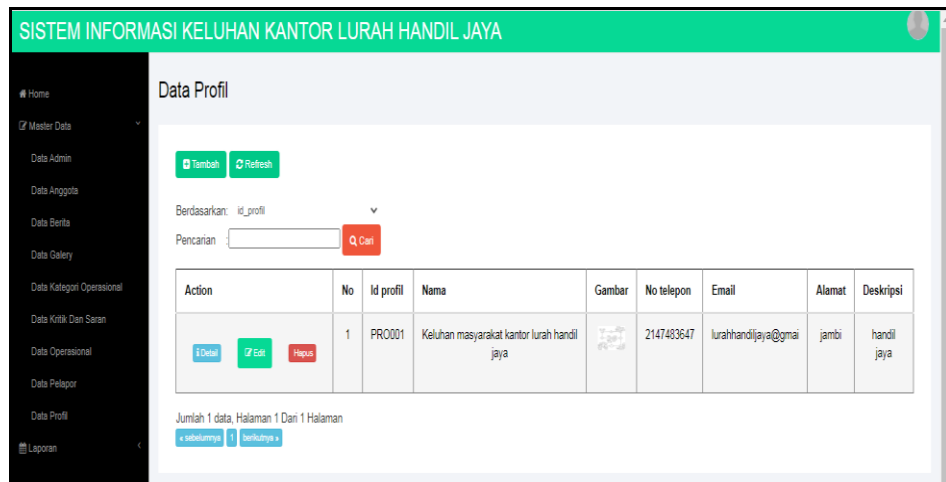 SISTEM INFORMASI KELUHAN KANTOR LURAH HANDIL JAYA
Home
Master Data
Data Admin
Data Anggota
Data Berita
Data Galery
Data Kategori Operasional
Data Kritik Dan Saran
Data Operasional
Data Pelapor
Data Profil
Laporan
Data Profil
Tambah Refresh
Berdasarkan: id_profil
Pencarian : Cari
Action No Id profil Nama Gambar No telepon Email Alamat Deskripsi
Detail Edit Hapus 1 PRO001 Keluhan masyarakat kantor lurah handil 2147483647 lurahhandiljaya@gmai jambi handil
jaya jaya
Jumlah 1 data, Halaman 1 Dari 1 Halaman
« sebelumnya 1 berikutnya »